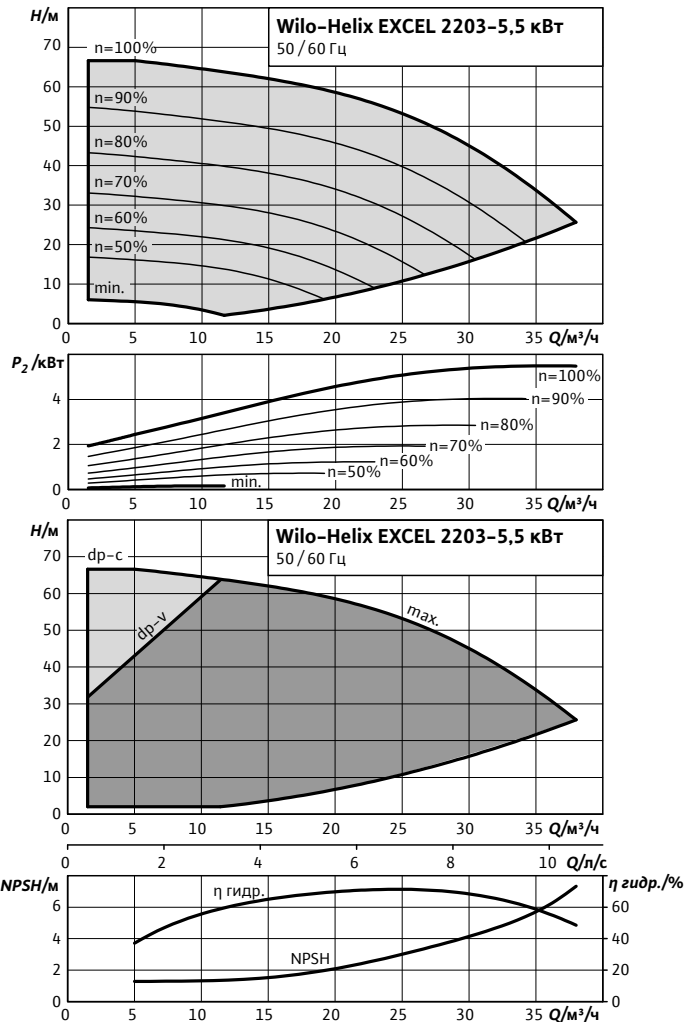 H/м
Wilo-Helix EXCEL 2203-5,5 кВт
50 / 60 Гц
70
n=100%
60
n=90%
50
n=80%
40
n=70%
30
n=60%
20
n=50%
10
min.
0
0 5 10 15 20 25 30 35 Q/м³/ч
P₂ /кВт
n=100%
4
n=90%
n=80%
2
n=70%
n=60%
n=50%
min.
0
0 5 10 15 20 25 30 35 Q/м³/ч
H/м
Wilo-Helix EXCEL 2203-5,5 кВт
50 / 60 Гц
70
dp-c
60
max.
dp-v
50
40
30
20
10
0
0 5 10 15 20 25 30 35 Q/м³/ч
0 2 4 6 8 10 Q/л/с
NPSH/м
η гидр./%
η гидр.
6 60
4 40
NPSH
2 20
0 0
0 5 10 15 20 25 30 35 Q/м³/ч